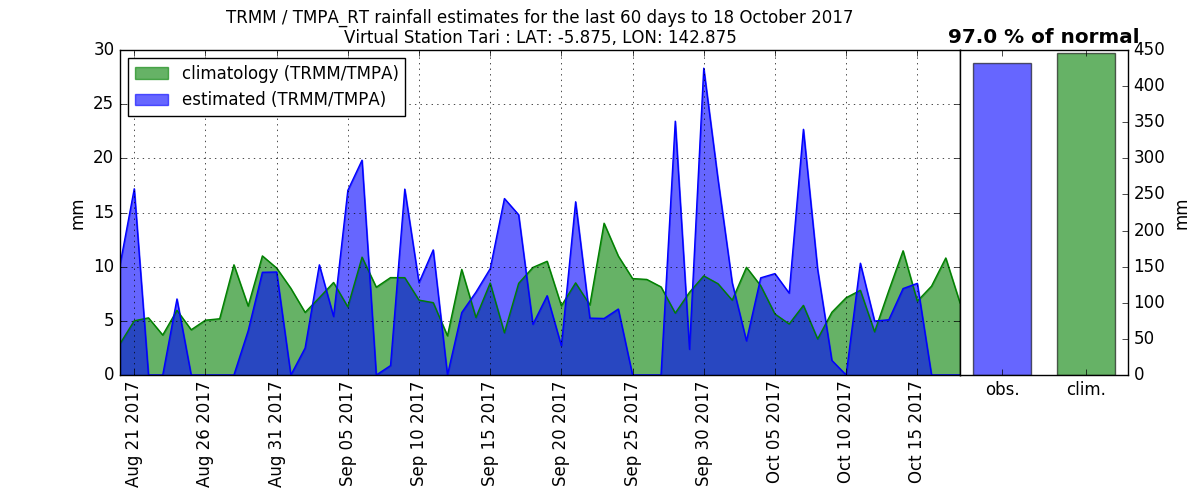 TRMM / TMPA_RT rainfall estimates for the last 60 days to 18 October 2017
Virtual Station Tari : LAT: -5.875, LON: 142.875
97.0 % of normal
climatology (TRMM/TMPA)
estimated (TRMM/TMPA)
30
25
20
15
10
5
0
mm
450
400
350
300
250
200
150
100
50
0
mm
Aug 21 2017
Aug 26 2017
Aug 31 2017
Sep 05 2017
Sep 10 2017
Sep 15 2017
Sep 20 2017
Sep 25 2017
Sep 30 2017
Oct 05 2017
Oct 10 2017
Oct 15 2017
obs.
clim.